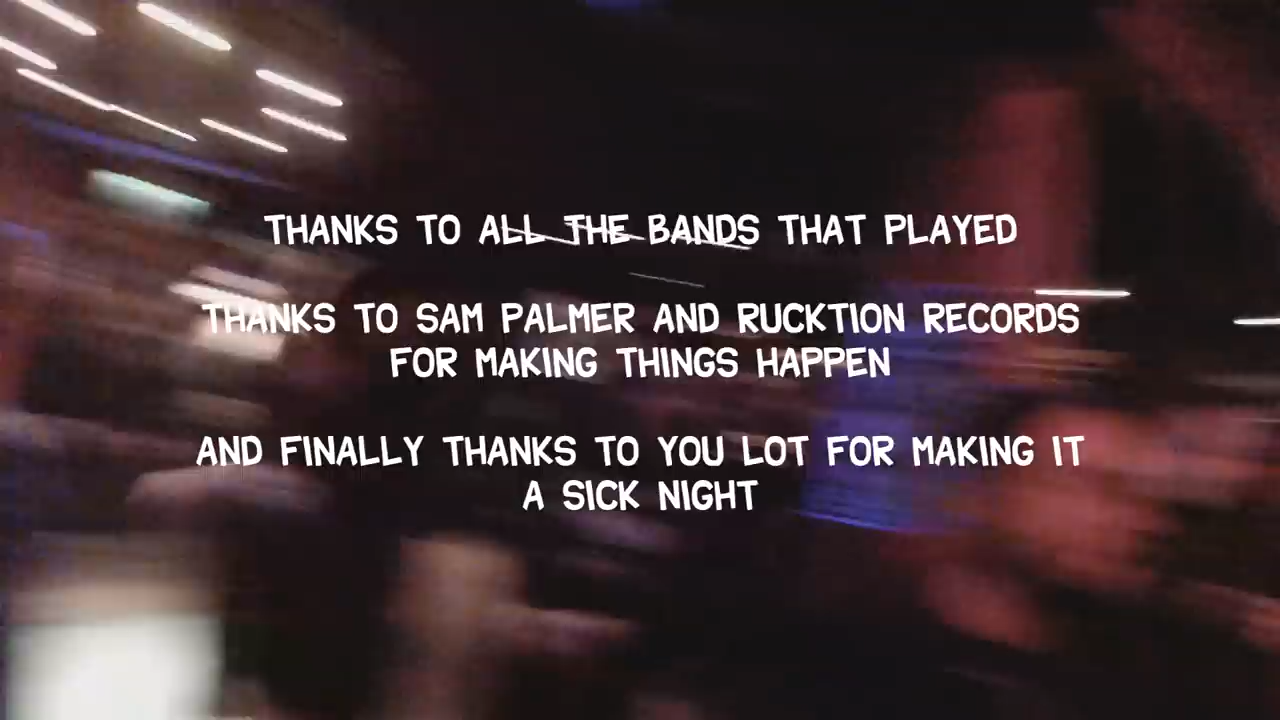 THANKS TO ALL THE BANDS THAT PLAYED
THANKS TO SAM PALMER AND RUCKTION RECORDS
FOR MAKING THINGS HAPPEN
AND FINALLY THANKS TO YOU LOT FOR MAKING IT
A SICK NIGHT